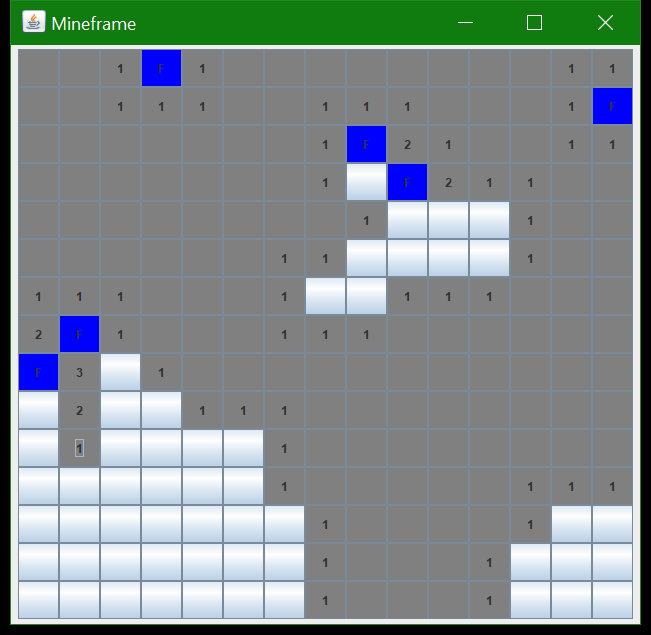 Mineframe
1 F 1 1 1
1 1 1 1 1 1 1 F
1 F 2 1 1 1
1 F 2 1 1
1 1
1 1 1
1 1 1 1 1 1 1
2 F 1 1 1 1
F 3 1
2 1 1 1
1 1
1 1 1 1
1 1
1 1
1 1